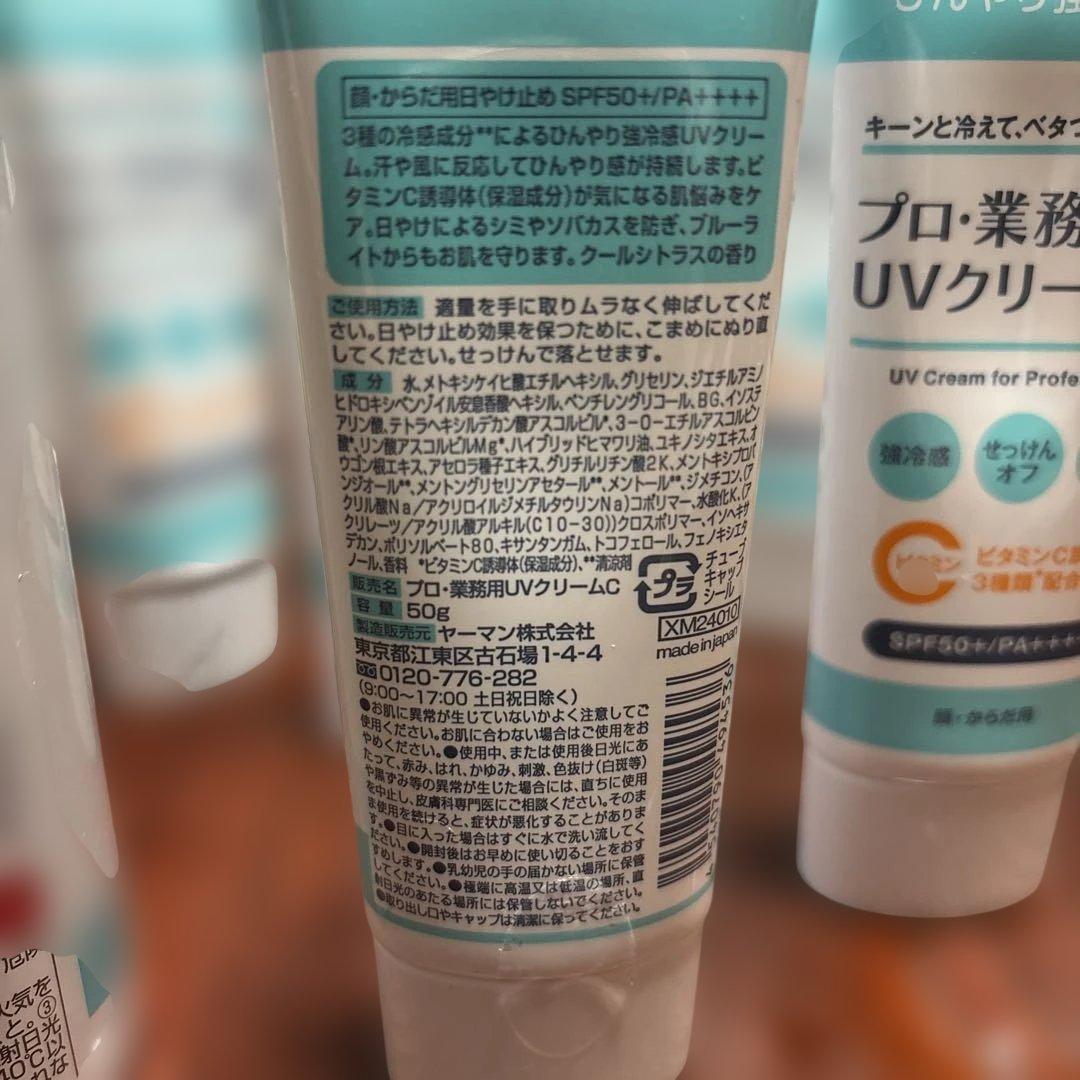 顔・からだ用日やけ止め SPF50+/PA++++
3種の冷感成分**によるひんやり強冷感UVクリー
ム。汗や風に反応してひんやり感が持続します。ビ
タミンC誘導体(保湿成分)が気になる肌悩みをケ
ア。日やけによるシミやソバカスを防ぎ、ブルーラ
イトからもお肌を守ります。クールシトラスの香り
ご使用方法 適量を手に取りムラなく伸ばしてくだ
さい。日やけ止め効果を保つために、こまめにぬり直
してください。せっけんで落とせます。
成分 水、メトキシケイヒ酸エチルヘキシル、グリセリン、ジエチルアミノ
ヒドロキシベンゾイル安息香酸ヘキシル、ペンチレングリコール、BG、イソステ
アリン酸、テトラヘキシルデカン酸アスコルビル*、3-O-エチルアスコルビン
酸*、リン酸アスコルビルMg*、ハイブリッドヒマワリ油、ユキノシタエキス、オ
ウゴン根エキス、アセロラ種子エキス、グリチルリチン酸2K、メントキシプロパ
ンジオール**、メントングリセリンアセタール**、メントール**、ジメチコン、(ア
クリル酸Na/アクリロイルジメチルタウリンNa)コポリマー、水酸化K、(ア
クリレーツ/アクリル酸アルキル(C10-30))クロスポリマー、イソヘキサ
デカン、ポリソルベート80、キサンタンガム、トコフェロール、フェノキシエタ
ノール、香料 *ビタミンC誘導体(保湿成分)、**清涼剤
販売名 プロ・業務用UVクリームC
容量 50g
製造販売元 ヤーマン株式会社
東京都江東区古石場1-4-4
0120-776-282
(9:00〜17:00 土日祝日除く)
プラ
チューブ
キャップ
シール
XM24010
made in japan
●お肌に異常が生じていないかよく注意してご
使用ください。お肌に合わない場合はご使用をお
やめください。●使用中、または使用後日光にあ
たって、赤み、はれ、かゆみ、刺激、色抜け(白斑等)
や黒ずみ等の異常が生じた場合には、直ちに使用
を中止し、皮膚科専門医にご相談ください。そのま
ま使用を続けると、症状が悪化することがありま
す。●目に入った場合はすぐに水で洗い流してく
ださい。●開封後はお早めに使い切ることをおす
すめします。●乳幼児の手の届かない場所に保管
してください。●極端に高温又は低温の場所、直
射日光のあたる場所には保管しないでください。
●取り出し口やキャップは清潔に保ってください。
キーンと冷えて、ベタつ
プロ・業務
UVクリー
UV Cream for Profe
強冷感
せっけん
オフ
ビタミンC誘
3種類*配合
SPF50+/PA++++
顔・からだ用
火気を
と。③
射日光
40℃以